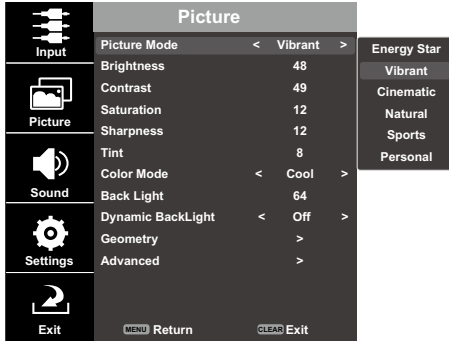 Picture
Input
Picture
Sound
Settings
Exit
Picture Mode < Vibrant >
Brightness 48
Contrast 49
Saturation 12
Sharpness 12
Tint 8
Color Mode < Cool >
Back Light 64
Dynamic BackLight < Off >
Geometry >
Advanced >
MENU Return CLEAR Exit
Energy Star
Vibrant
Cinematic
Natural
Sports
Personal